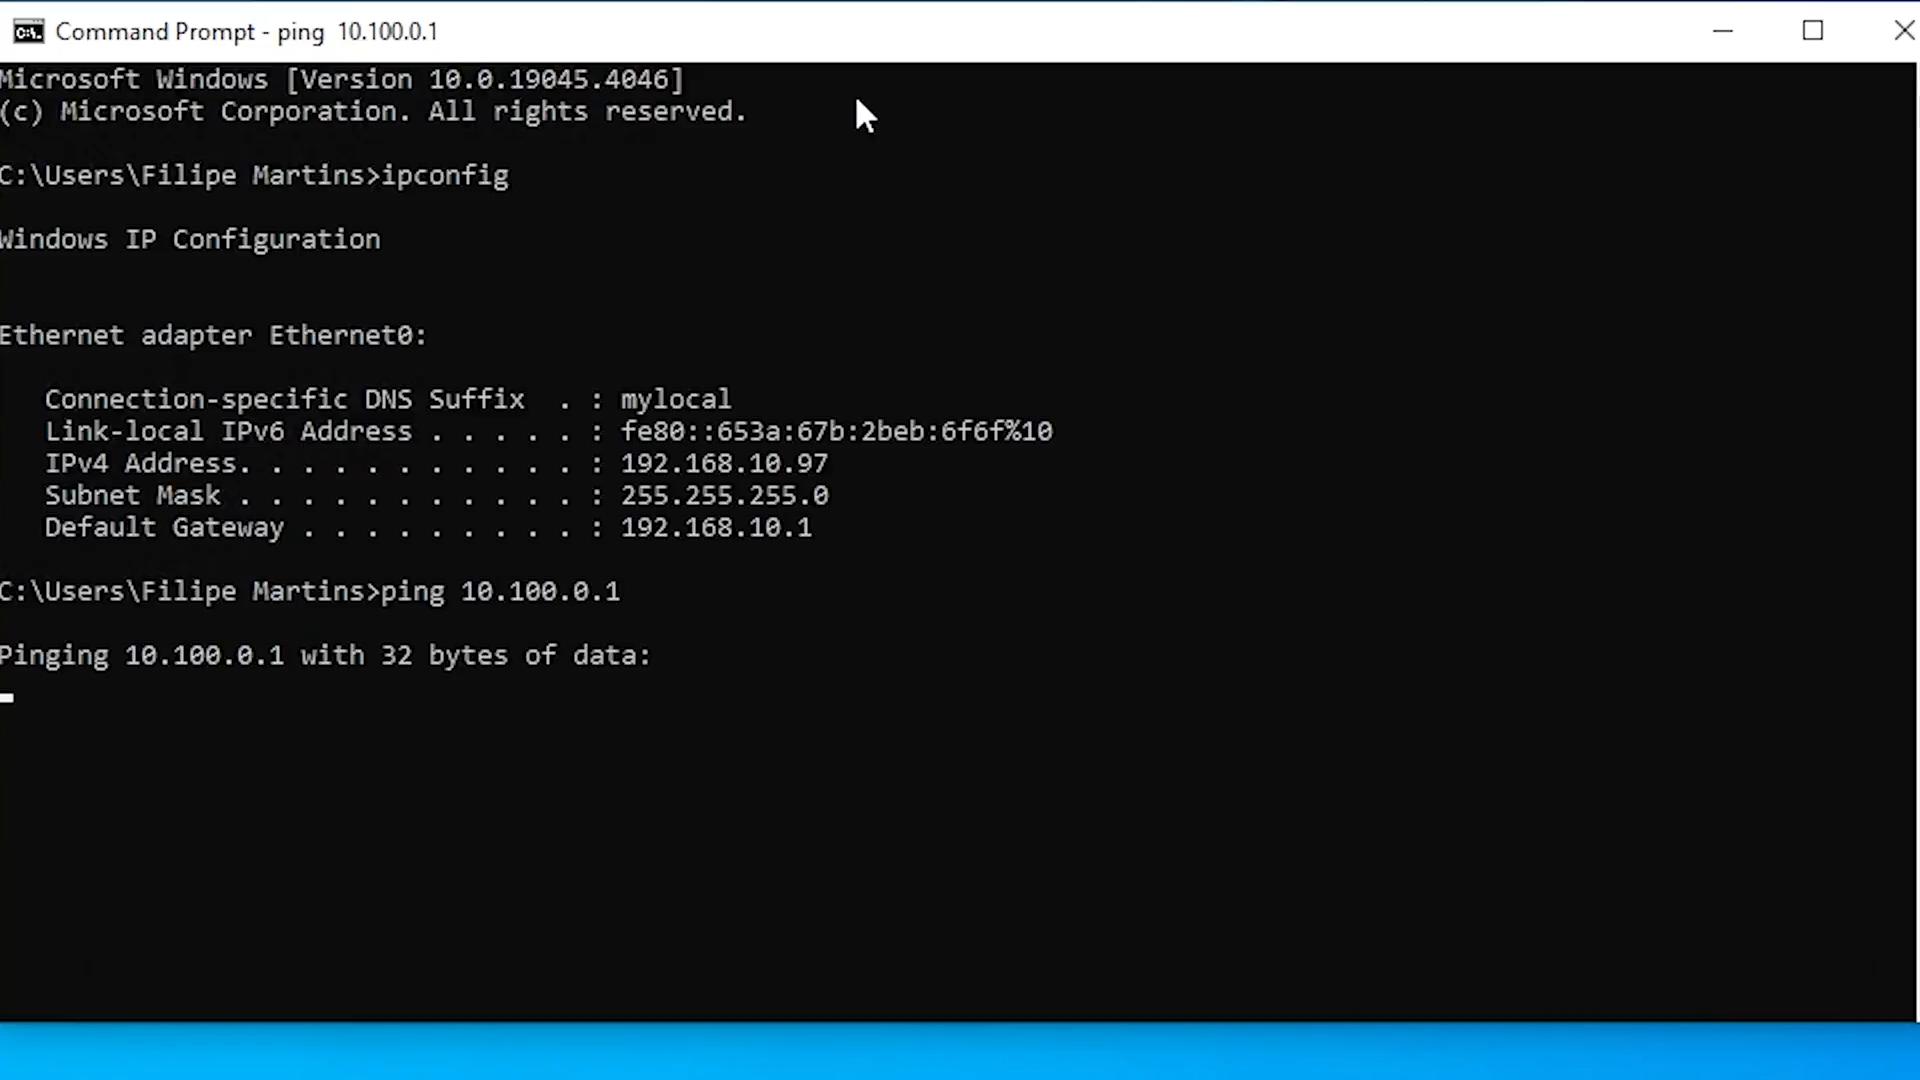 Command Prompt - ping  10.100.0.1
Microsoft Windows [Version 10.0.19045.4046]
(c) Microsoft Corporation. All rights reserved.
C:\Users\Filipe Martins>ipconfig
Windows IP Configuration
Ethernet adapter Ethernet0:
   Connection-specific DNS Suffix  . : mylocal
   Link-local IPv6 Address . . . . . : fe80::653a:67b:2beb:6f6f%10
   IPv4 Address. . . . . . . . . . . : 192.168.10.97
   Subnet Mask . . . . . . . . . . . : 255.255.255.0
   Default Gateway . . . . . . . . . : 192.168.10.1
C:\Users\Filipe Martins>ping 10.100.0.1
Pinging 10.100.0.1 with 32 bytes of data: